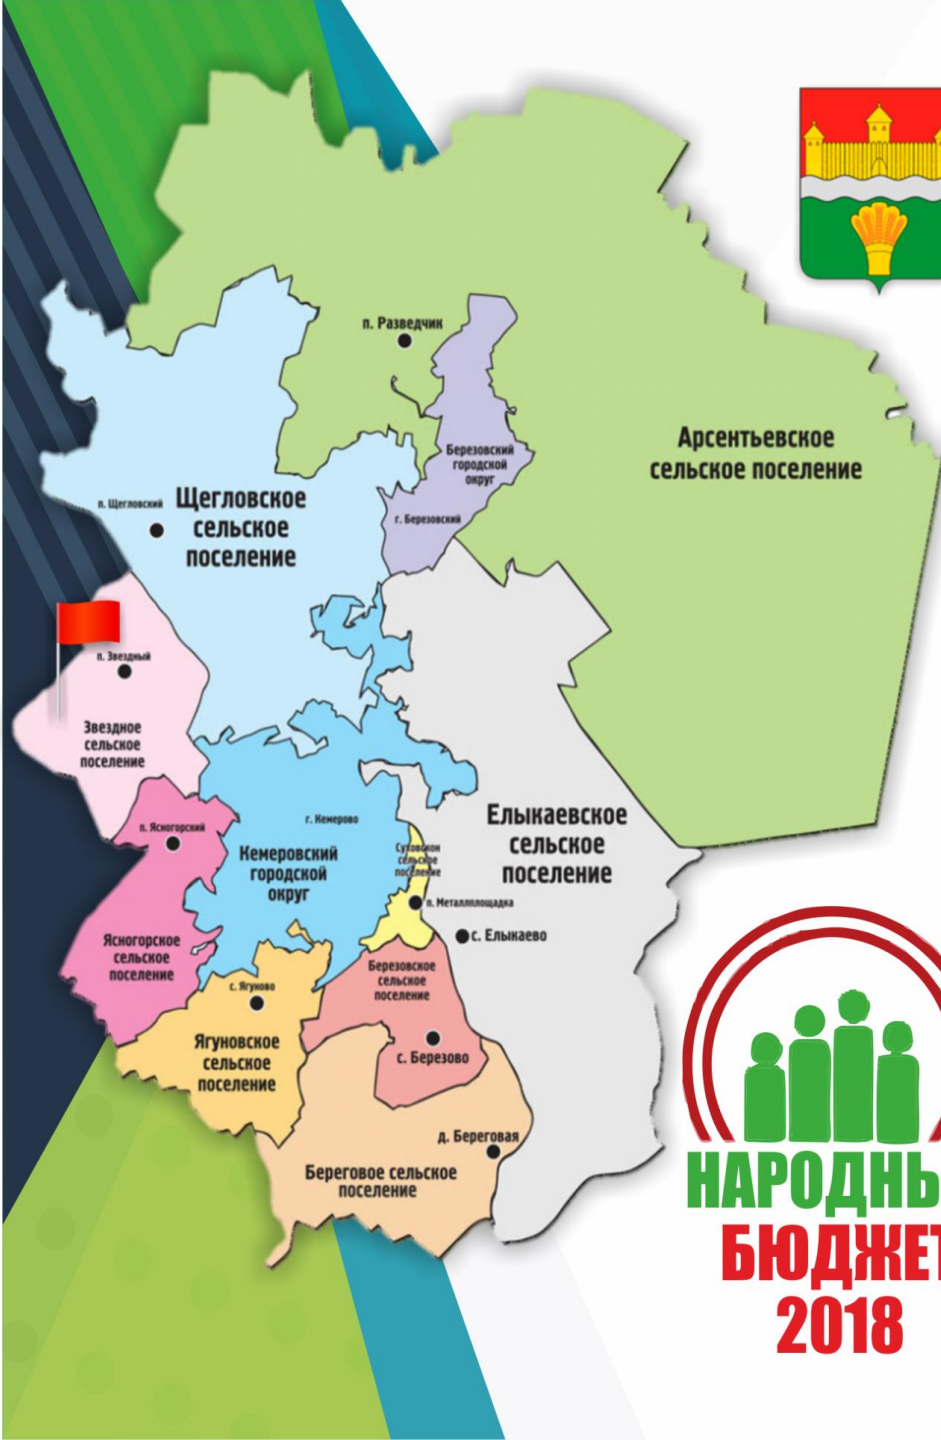 п. Разведчик
Березовский
городской
округ
г. Березовский
Арсентьевское
сельское поселение
п. Щегловский
Щегловское
сельское
поселение
п. Звездный
Звездное
сельское
поселение
п. Ясногорский
г. Кемерово
Кемеровский
городской
округ
сельское
поселение
Елыкаевское
сельское
поселение
п. Металлплощадка
с. Елыкаево
Ясногорское
сельское
поселение
Березовское
сельское
поселение
с. Ягуново
Ягуновское
сельское
поселение
с. Березово
д. Береговая
Береговое сельское
поселение
НАРОДНЫ
БЮДЖЕТ
2018